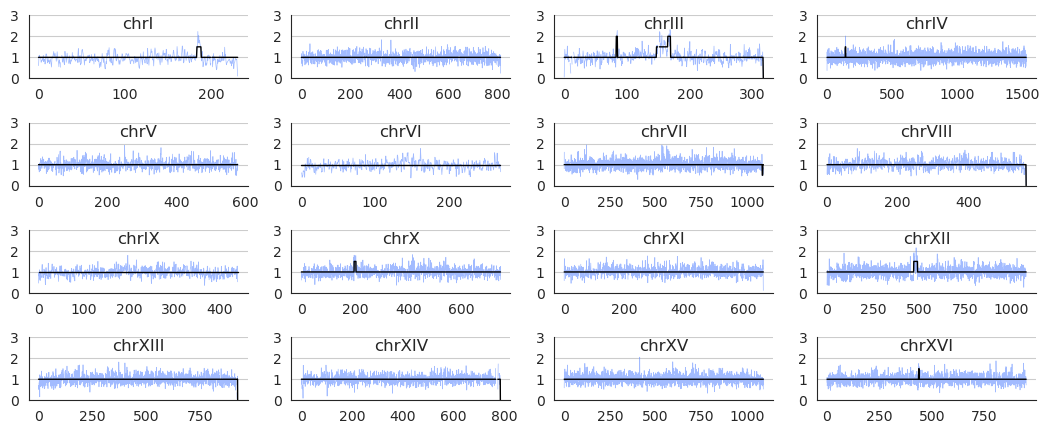 3 chrI 3 chrII 3 chrIII 3 chrIV
2 2 2 2
1 1 1 1
0 0 0 0
0 100 200 0 200 400 600 800 0 100 200 300 0 500 1000 1500
3 chrV 3 chrVI 3 chrVII 3 chrVIII
2 2 2 2
1 1 1 1
0 0 0 0
0 200 400 600 0 100 200 0 250 500 750 1000 0 200 400
3 chrIX 3 chrX 3 chrXI 3 chrXII
2 2 2 2
1 1 1 1
0 0 0 0
0 100 200 300 400 0 200 400 600 0 200 400 600 0 250 500 750 1000
3 chrXIII 3 chrXIV 3 chrXV 3 chrXVI
2 2 2 2
1 1 1 1
0 0 0 0
0 250 500 750 0 200 400 600 800 0 250 500 750 1000 0 250 500 750